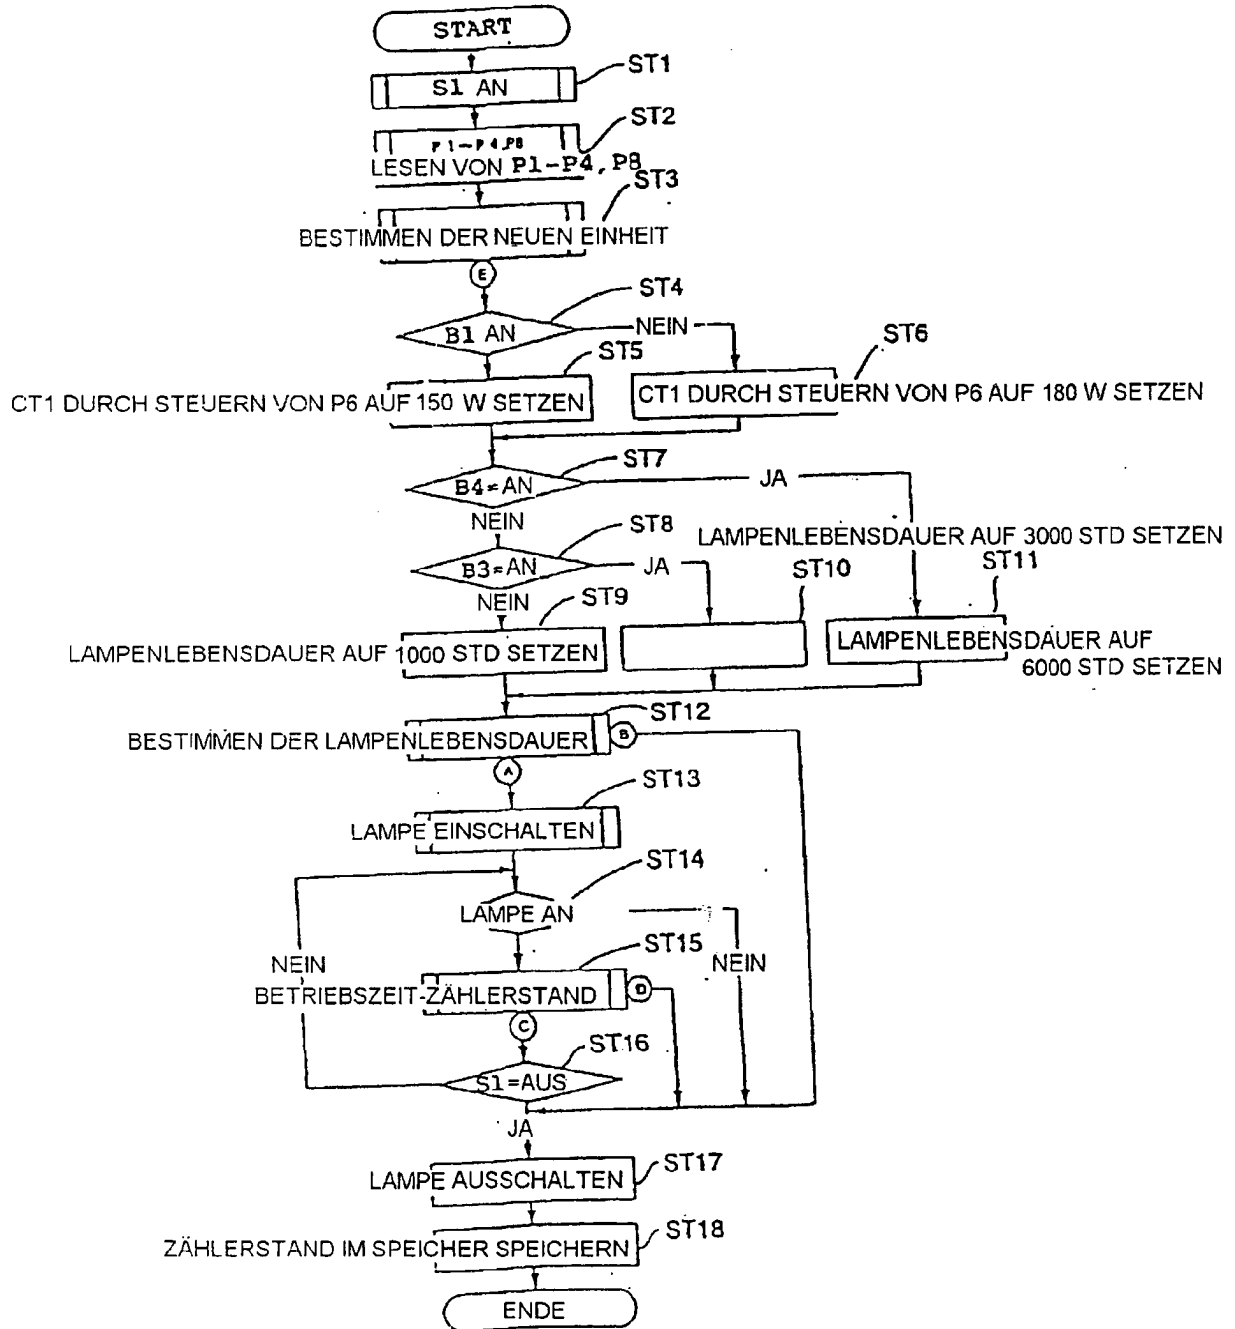 START
S1 AN
ST1
P1-P4,P8
ST2
LESEN VON P1-P4, P8
ST3
BESTIMMEN DER NEUEN EINHEIT
E
ST4
B1 AN
NEIN
ST5
ST6
CT1 DURCH STEUERN VON P6 AUF 150 W SETZEN
CT1 DURCH STEUERN VON P6 AUF 180 W SETZEN
ST7
B4=AN
JA
NEIN
ST8
LAMPENLEBENSDAUER AUF 3000 STD SETZEN
B3=AN
JA
ST10
ST11
NEIN
ST9
LAMPENLEBENSDAUER AUF 1000 STD SETZEN
LAMPENLEBENSDAUER AUF
6000 STD SETZEN
ST12
BESTIMMEN DER LAMPENLEBENSDAUER
B
A
ST13
LAMPE EINSCHALTEN
ST14
LAMPE AN
ST15
NEIN
NEIN
BETRIEBSZEIT-ZÄHLERSTAND
D
C
ST16
S1=AUS
JA
LAMPE AUSSCHALTEN
ST17
ZÄHLERSTAND IM SPEICHER SPEICHERN
ST18
ENDE